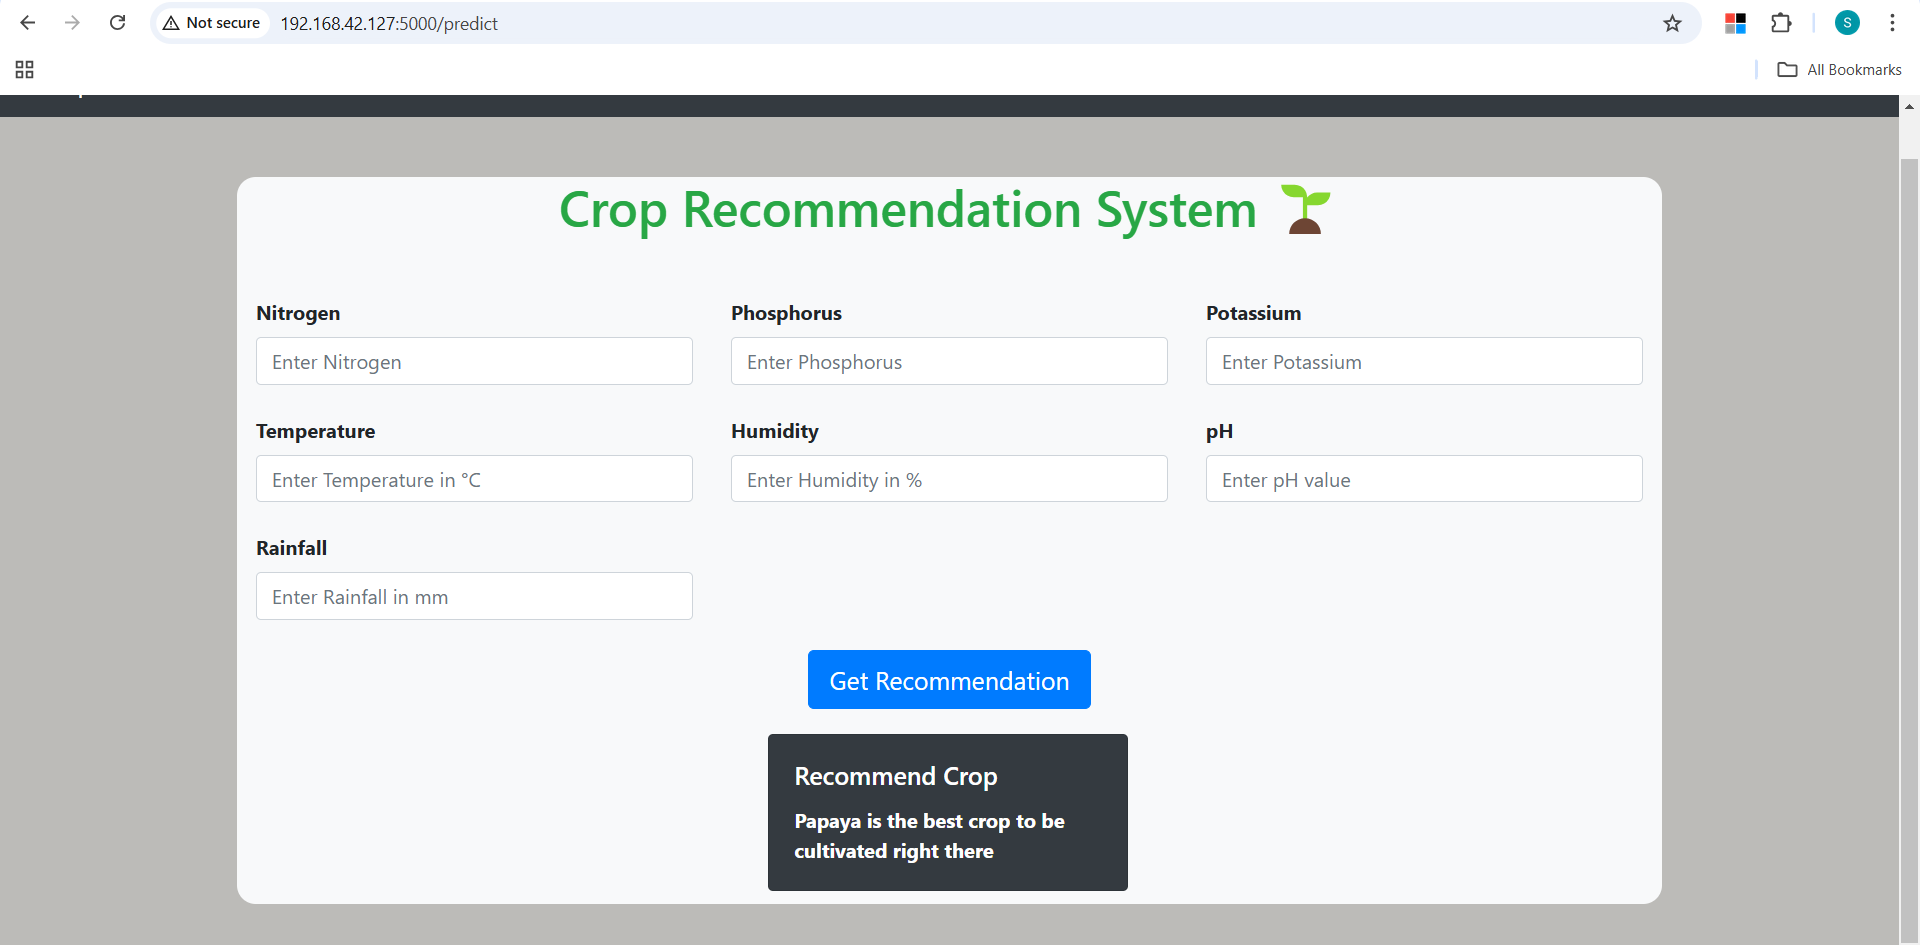 Not secure 192.168.42.127:5000/predict S
All Bookmarks
Crop Recommendation System
Nitrogen Phosphorus Potassium
Enter Nitrogen Enter Phosphorus Enter Potassium
Temperature Humidity pH
Enter Temperature in °C Enter Humidity in % Enter pH value
Rainfall
Enter Rainfall in mm
Get Recommendation
Recommend Crop
Papaya is the best crop to be
cultivated right there